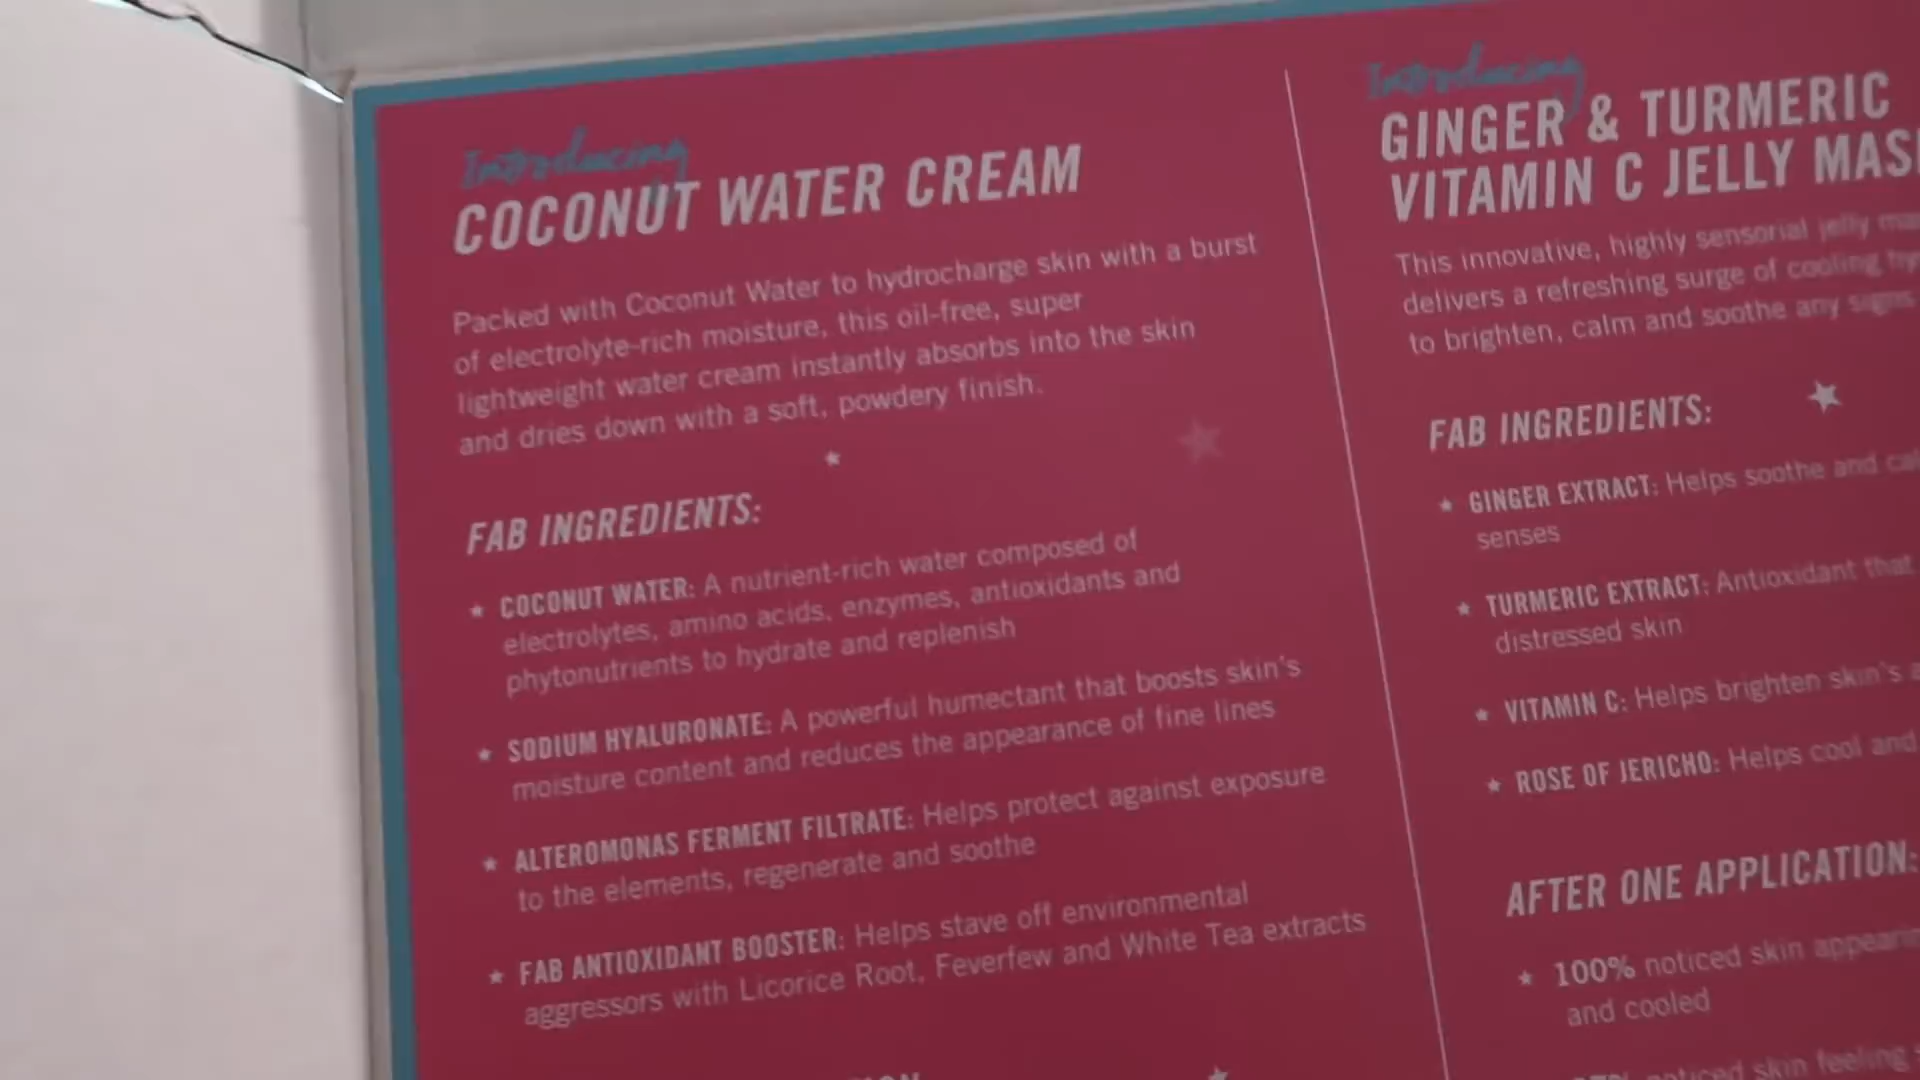 Introducing
COCONUT WATER CREAM
Packed with Coconut Water to hydrocharge skin with a burst
of electrolyte-rich moisture, this oil-free, super
lightweight water cream instantly absorbs into the skin
and dries down with a soft, powdery finish.
FAB INGREDIENTS:
COCONUT WATER: A nutrient-rich water composed of
electrolytes, amino acids, enzymes, antioxidants and
phytonutrients to hydrate and replenish
SODIUM HYALURONATE: A powerful humectant that boosts skin's
moisture content and reduces the appearance of fine lines
ALTEROMONAS FERMENT FILTRATE: Helps protect against exposure
to the elements, regenerate and soothe
FAB ANTIOXIDANT BOOSTER: Helps stave off environmental
aggressors with Licorice Root, Feverfew and White Tea extracts
Introducing
GINGER & TURMERIC
VITAMIN C JELLY
This innovative, highly sensorial jelly
delivers a refreshing surge of cooling
to brighten, calm and soothe any signs
FAB INGREDIENTS:
GINGER EXTRACT: Helps soothe and
senses
TURMERIC EXTRACT: Antioxidant that
distressed skin
VITAMIN C: Helps brighten skin's
ROSE OF JERICHO: Helps cool and
AFTER ONE APPLICATION:
100% noticed skin
and cooled
noticed skin feeling